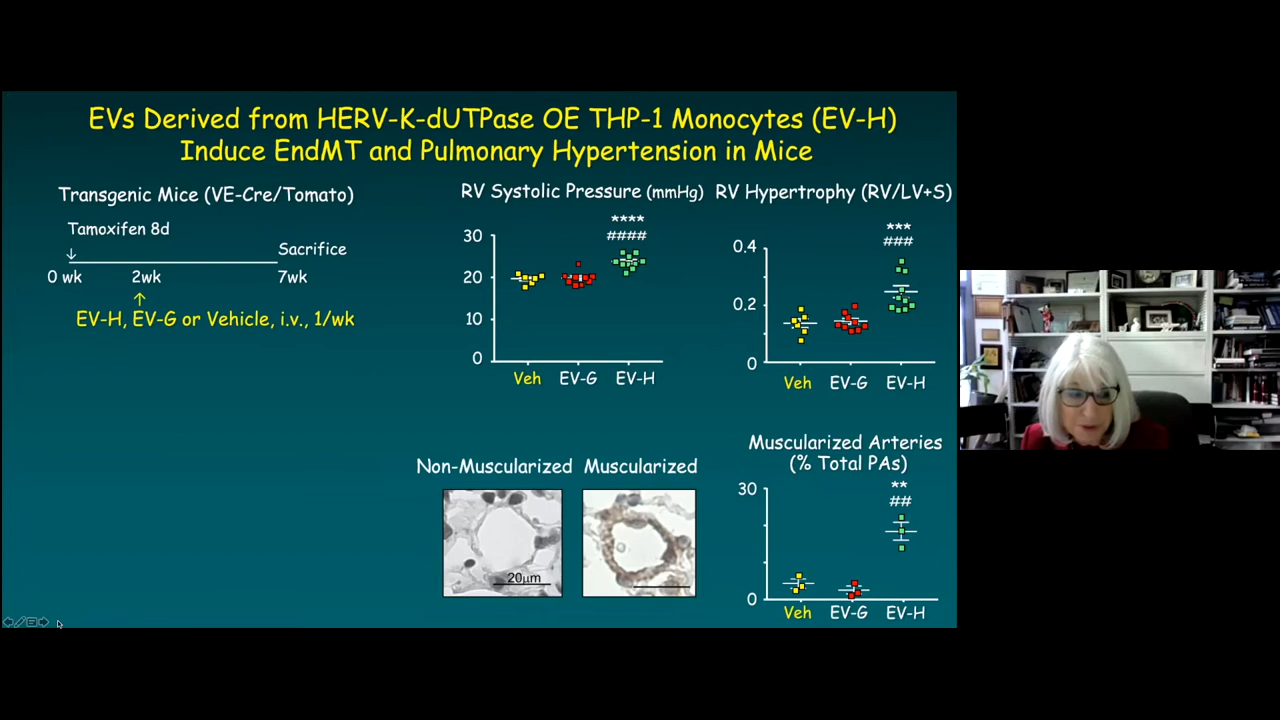 EVs Derived from HERV-K-dUTPase OE THP-1 Monocytes (EV-H)
Induce EndMT and Pulmonary Hypertension in Mice
Transgenic Mice (VE-Cre/Tomato)
Tamoxifen 8d
Sacrifice
0 wk
2wk
7wk
EV-H, EV-G or Vehicle, i.v., 1/wk
RV Systolic Pressure (mmHg)
****
####
30
20
10
0
Veh
EV-G
EV-H
RV Hypertrophy (RV/LV+S)
***
###
0.4
0.2
0
Veh
EV-G
EV-H
Non-Muscularized
Muscularized
20μm
Muscularized Arteries
(% Total PAs)
**
##
30
0
Veh
EV-G
EV-H